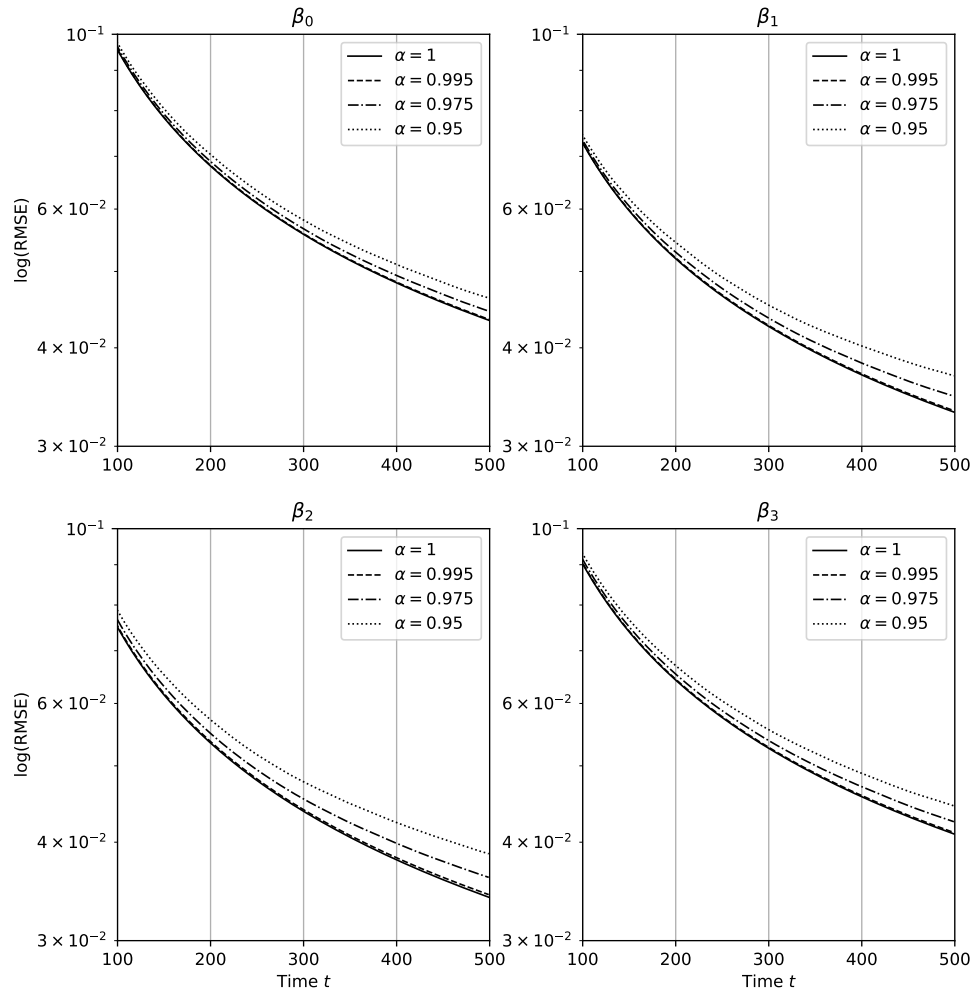 β₀
10⁻¹
6 × 10⁻²
4 × 10⁻²
3 × 10⁻²
log(RMSE)
100 200 300 400 500
α = 1
α = 0.995
α = 0.975
α = 0.95
β₁
10⁻¹
6 × 10⁻²
4 × 10⁻²
3 × 10⁻²
100 200 300 400 500
α = 1
α = 0.995
α = 0.975
α = 0.95
β₂
10⁻¹
6 × 10⁻²
4 × 10⁻²
3 × 10⁻²
log(RMSE)
100 200 300 400 500
Time t
α = 1
α = 0.995
α = 0.975
α = 0.95
β₃
10⁻¹
6 × 10⁻²
4 × 10⁻²
3 × 10⁻²
100 200 300 400 500
Time t
α = 1
α = 0.995
α = 0.975
α = 0.95